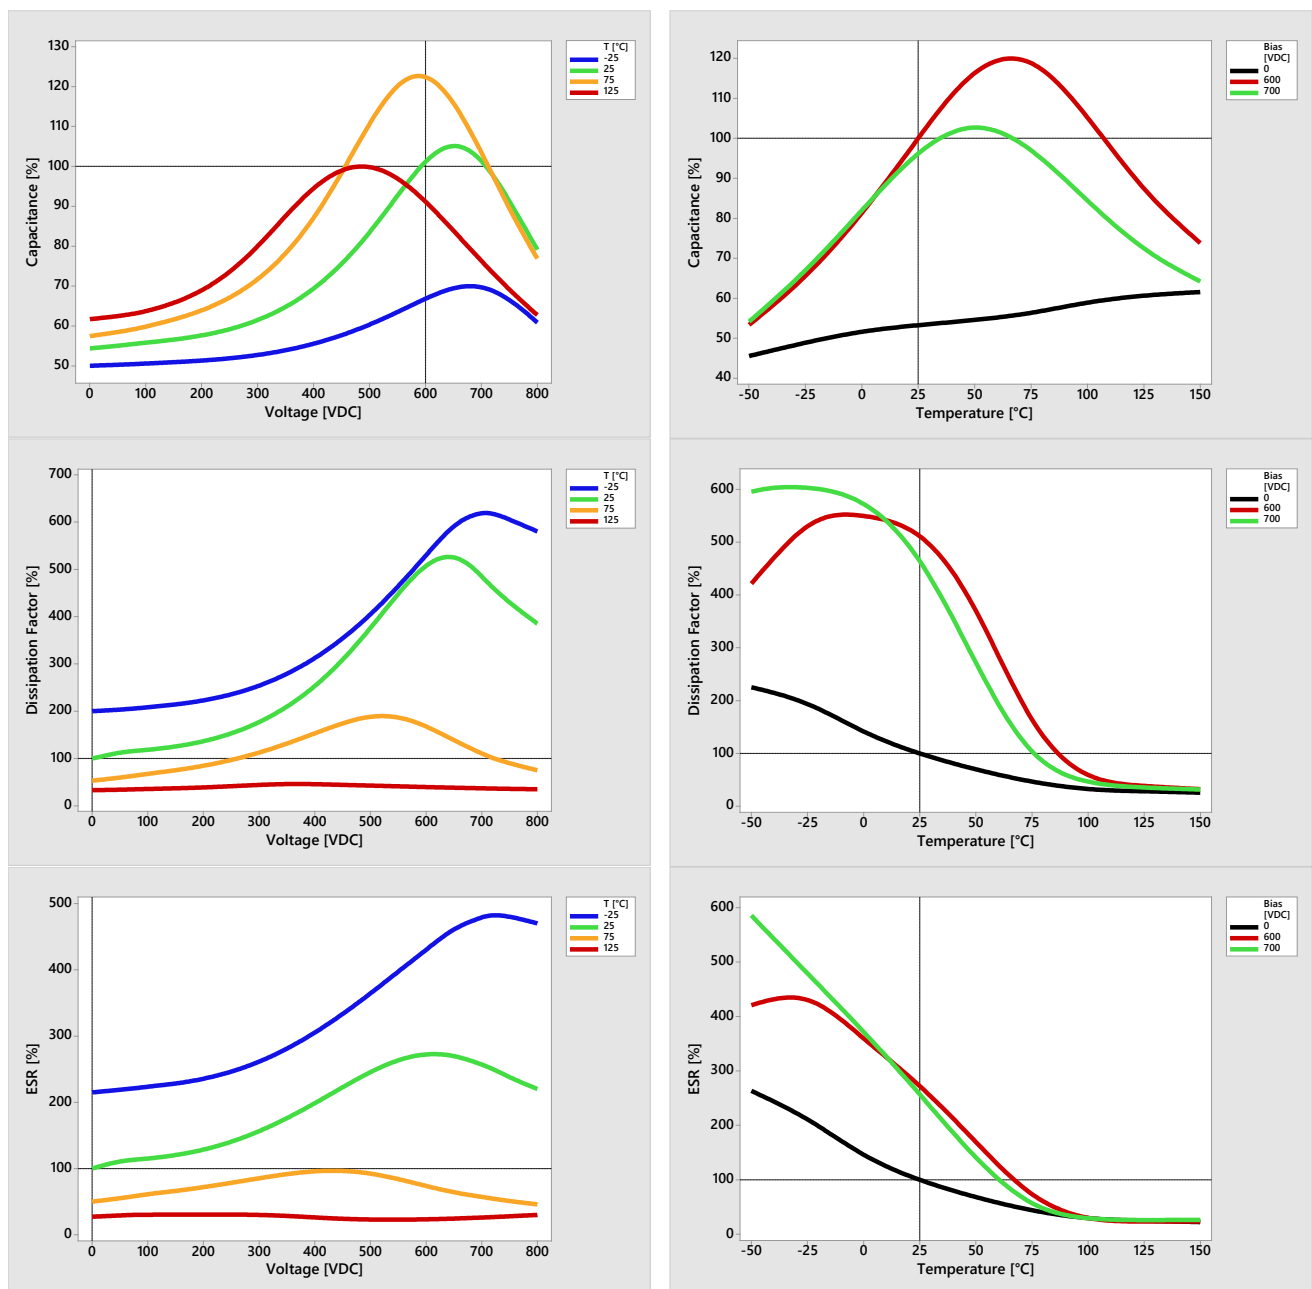 Capacitance [%]
130
120
110
100
90
80
70
60
50
0 100 200 300 400 500 600 700 800
Voltage [VDC]
T [°C]
-25
25
75
125
Capacitance [%]
120
110
100
90
80
70
60
50
40
-50 -25 0 25 50 75 100 125 150
Temperature [°C]
Bias
[VDC]
0
600
700
Dissipation Factor [%]
700
600
500
400
300
200
100
0
0 100 200 300 400 500 600 700 800
Voltage [VDC]
T [°C]
-25
25
75
125
Dissipation Factor [%]
600
500
400
300
200
100
0
-50 -25 0 25 50 75 100 125 150
Temperature [°C]
Bias
[VDC]
0
600
700
ESR [%]
500
400
300
200
100
0
0 100 200 300 400 500 600 700 800
Voltage [VDC]
T [°C]
-25
25
75
125
ESR [%]
600
500
400
300
200
100
0
-50 -25 0 25 50 75 100 125 150
Temperature [°C]
Bias
[VDC]
0
600
700